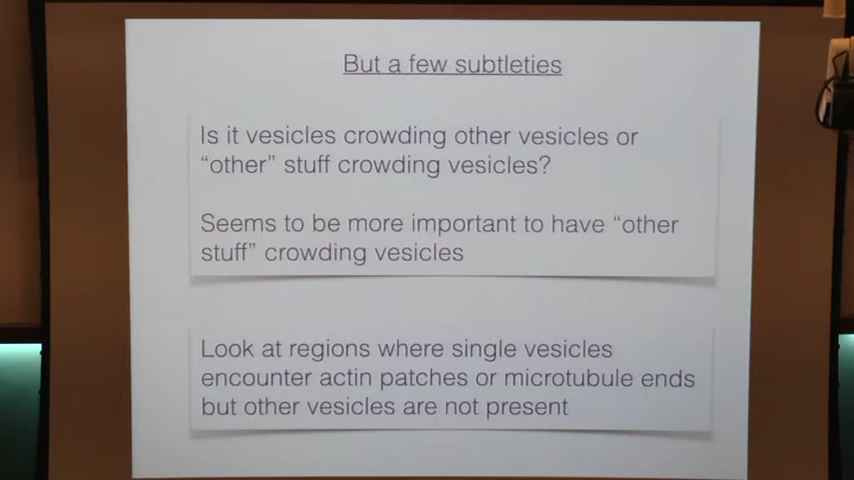 But a few subtleties
Is it vesicles crowding other vesicles or
“other” stuff crowding vesicles?
Seems to be more important to have “other
stuff” crowding vesicles
Look at regions where single vesicles
encounter actin patches or microtubule ends
but other vesicles are not present